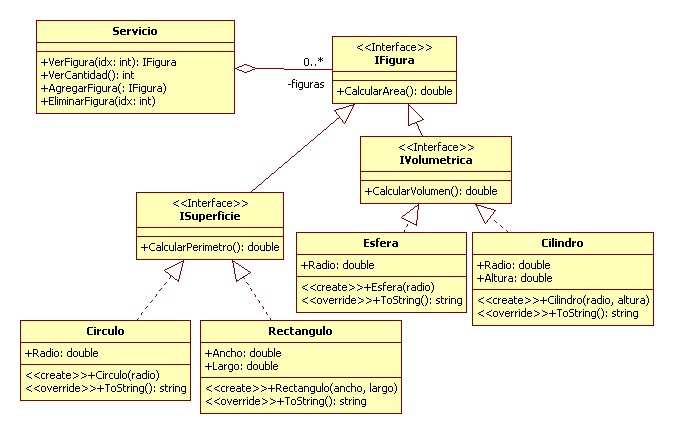 Servicio
+VerFigura(idx: int): IFigura
+VerCantidad(): int
+AgregarFigura(: IFigura)
+EliminarFigura(idx: int)
0..*
-figuras
<<Interface>>
IFigura
+CalcularArea(): double
<<Interface>>
IVolumetrica
+CalcularVolumen(): double
<<Interface>>
ISuperficie
+CalcularPerimetro(): double
Esfera
+Radio: double
<<create>>+Esfera(radio)
<<override>>+ToString(): string
Cilindro
+Radio: double
+Altura: double
<<create>>+Cilindro(radio, altura)
<<override>>+ToString(): string
Circulo
+Radio: double
<<create>>+Circulo(radio)
<<override>>+ToString(): string
Rectangulo
+Ancho: double
+Largo: double
<<create>>+Rectangulo(ancho, largo)
<<override>>+ToString(): string